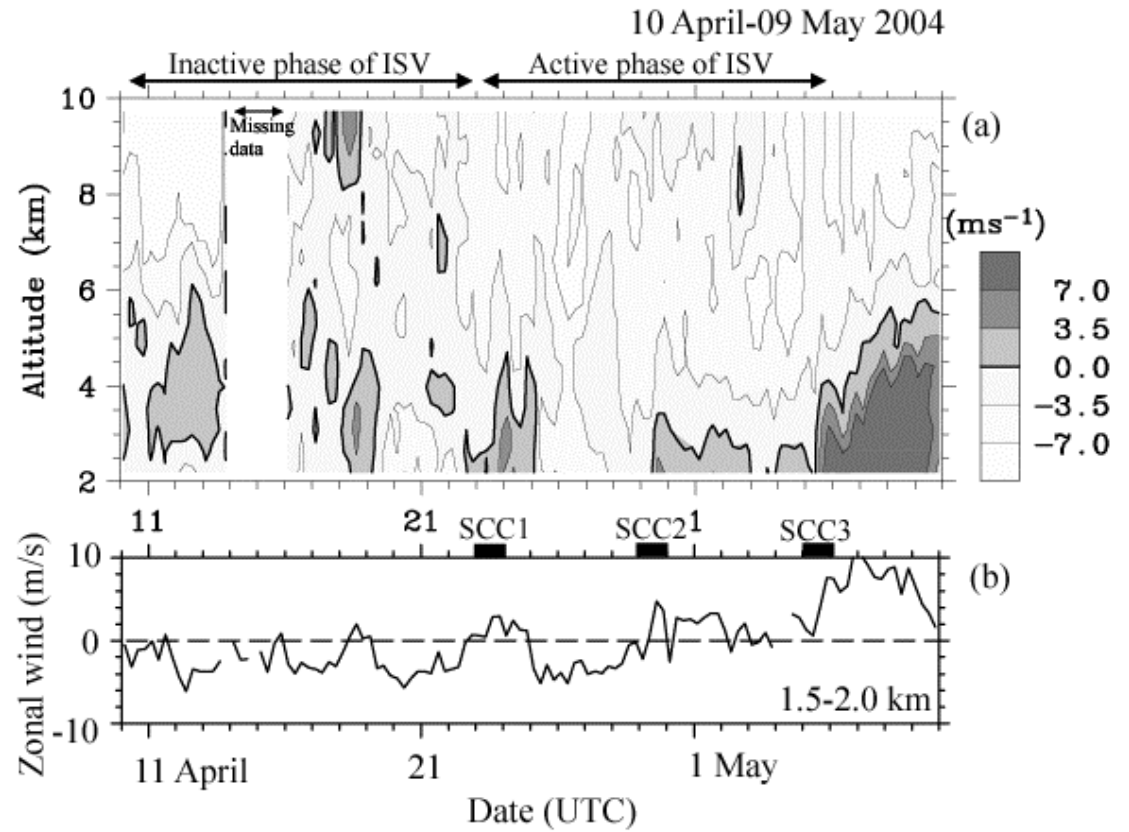 10 April-09 May 2004
Inactive phase of ISV
Active phase of ISV
10
8
6
4
2
Altitude (km)
Missing
data
(a)
(ms⁻¹)
7.0
3.5
0.0
−3.5
−7.0
11
21
1
SCC1
SCC2
SCC3
10
0
-10
Zonal wind (m/s)
(b)
1.5-2.0 km
11 April
21
1 May
Date (UTC)